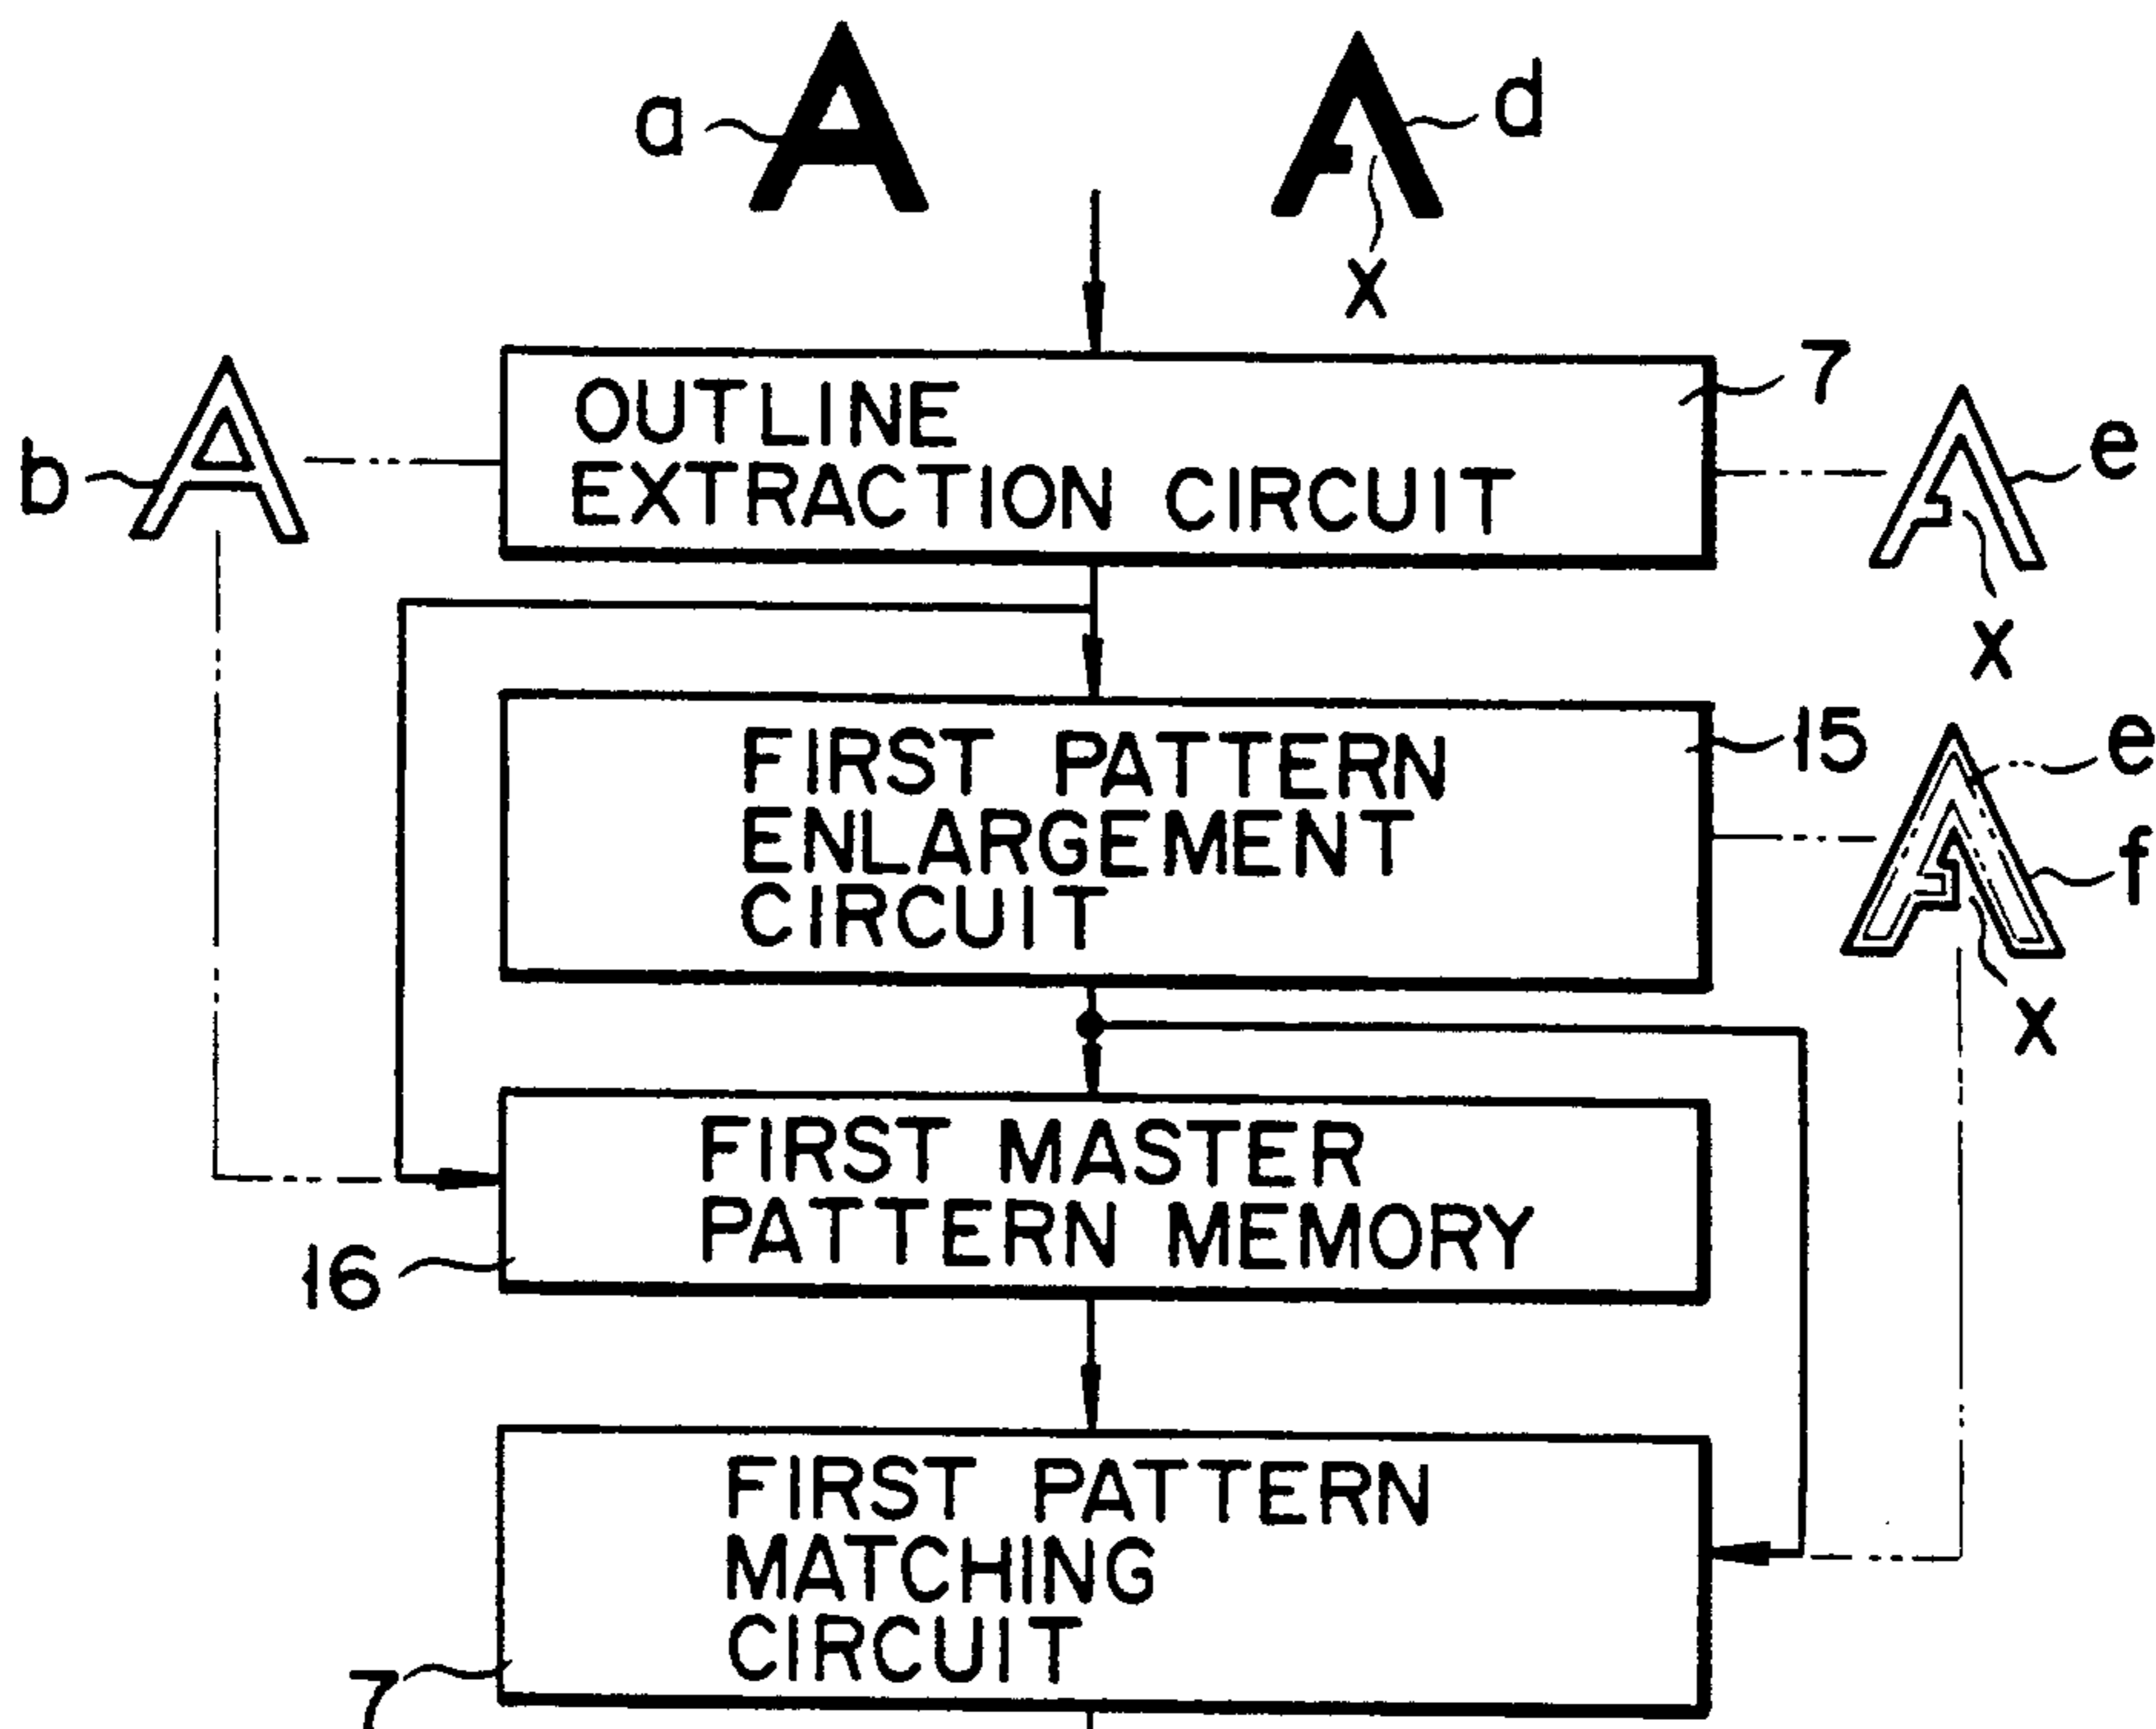 A
a
d
X
OUTLINE
EXTRACTION CIRCUIT
7
A
b
e
X
FIRST PATTERN
ENLARGEMENT
CIRCUIT
15
e
f
X
FIRST MASTER
PATTERN MEMORY
16
FIRST PATTERN
MATCHING
CIRCUIT
7